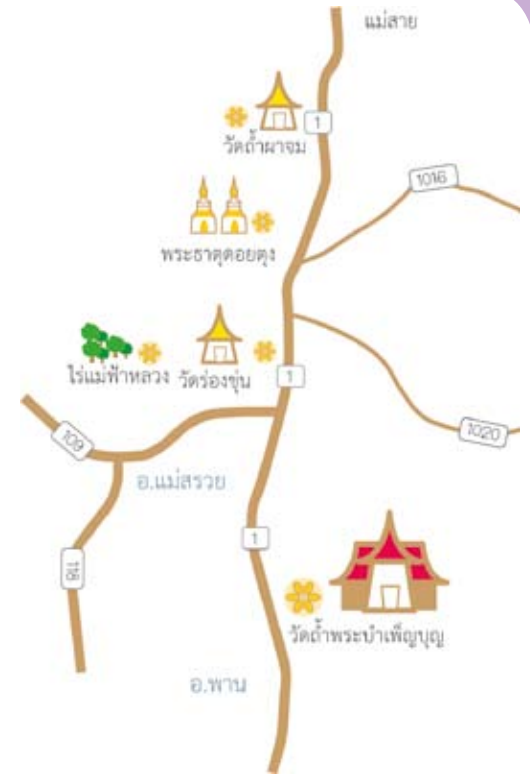 แม่สาย
1
วัดถ้ำผาจม
1016
พระธาตุดอยตุง
ไร่แม่ฟ้าหลวง วัดร่องขุ่น
1
1020
109
อ.แม่สรวย
1
118
วัดถ้ำพระบำเพ็ญบุญ
อ.พาน